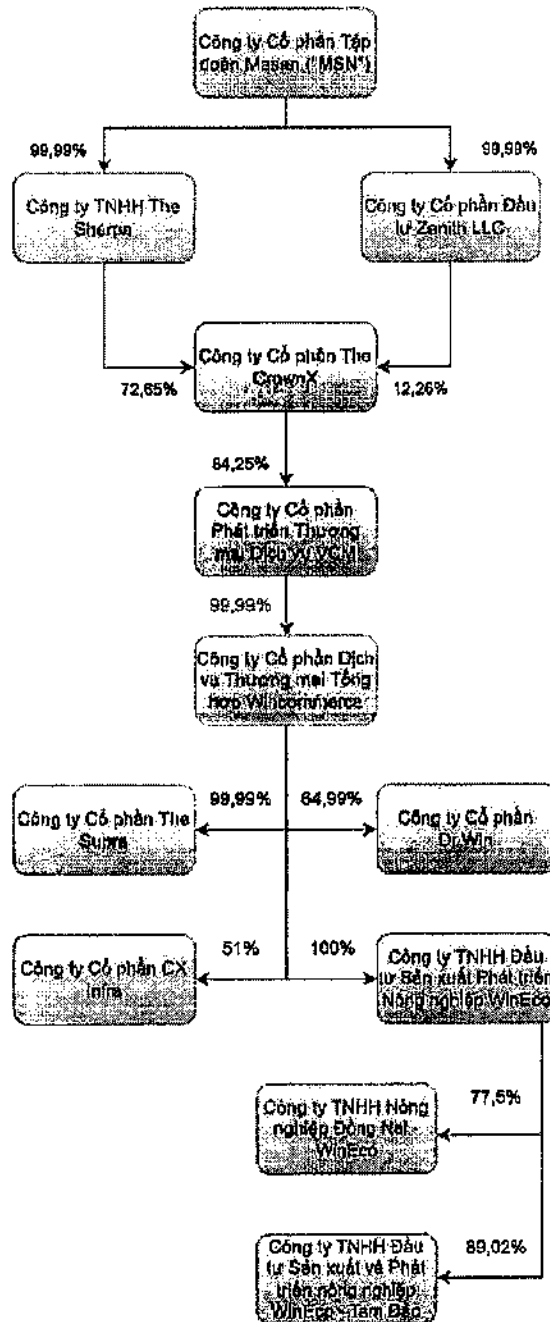 Công ty Cổ phần Tập
đoàn Masan ("MSN")
99,99%
99,99%
Công ty TNHH The
Sherpa
Công ty Cổ phần Đầu
tư Zenith LLC
Công ty Cổ phần The
CrownX
72,65%
12,26%
84,25%
Công ty Cổ phần
Phát triển Thương
mại Dịch vụ VCM
99,99%
Công ty Cổ phần Dịch
vụ Thương mại Tổng
hợp Wincommerce
99,99%
64,99%
Công ty Cổ phần The
Supra
Công ty Cổ phần
Dr.Win
51%
100%
Công ty Cổ phần CX
Infra
Công ty TNHH Đầu
tư Sản xuất Phát triển
Nông nghiệp WinEco
77,5%
Công ty TNHH Nông
nghiệp Đồng Nai -
WinEco
89,02%
Công ty TNHH Đầu
tư Sản xuất và Phát
triển nông nghiệp
WinEco - Tam Đảo